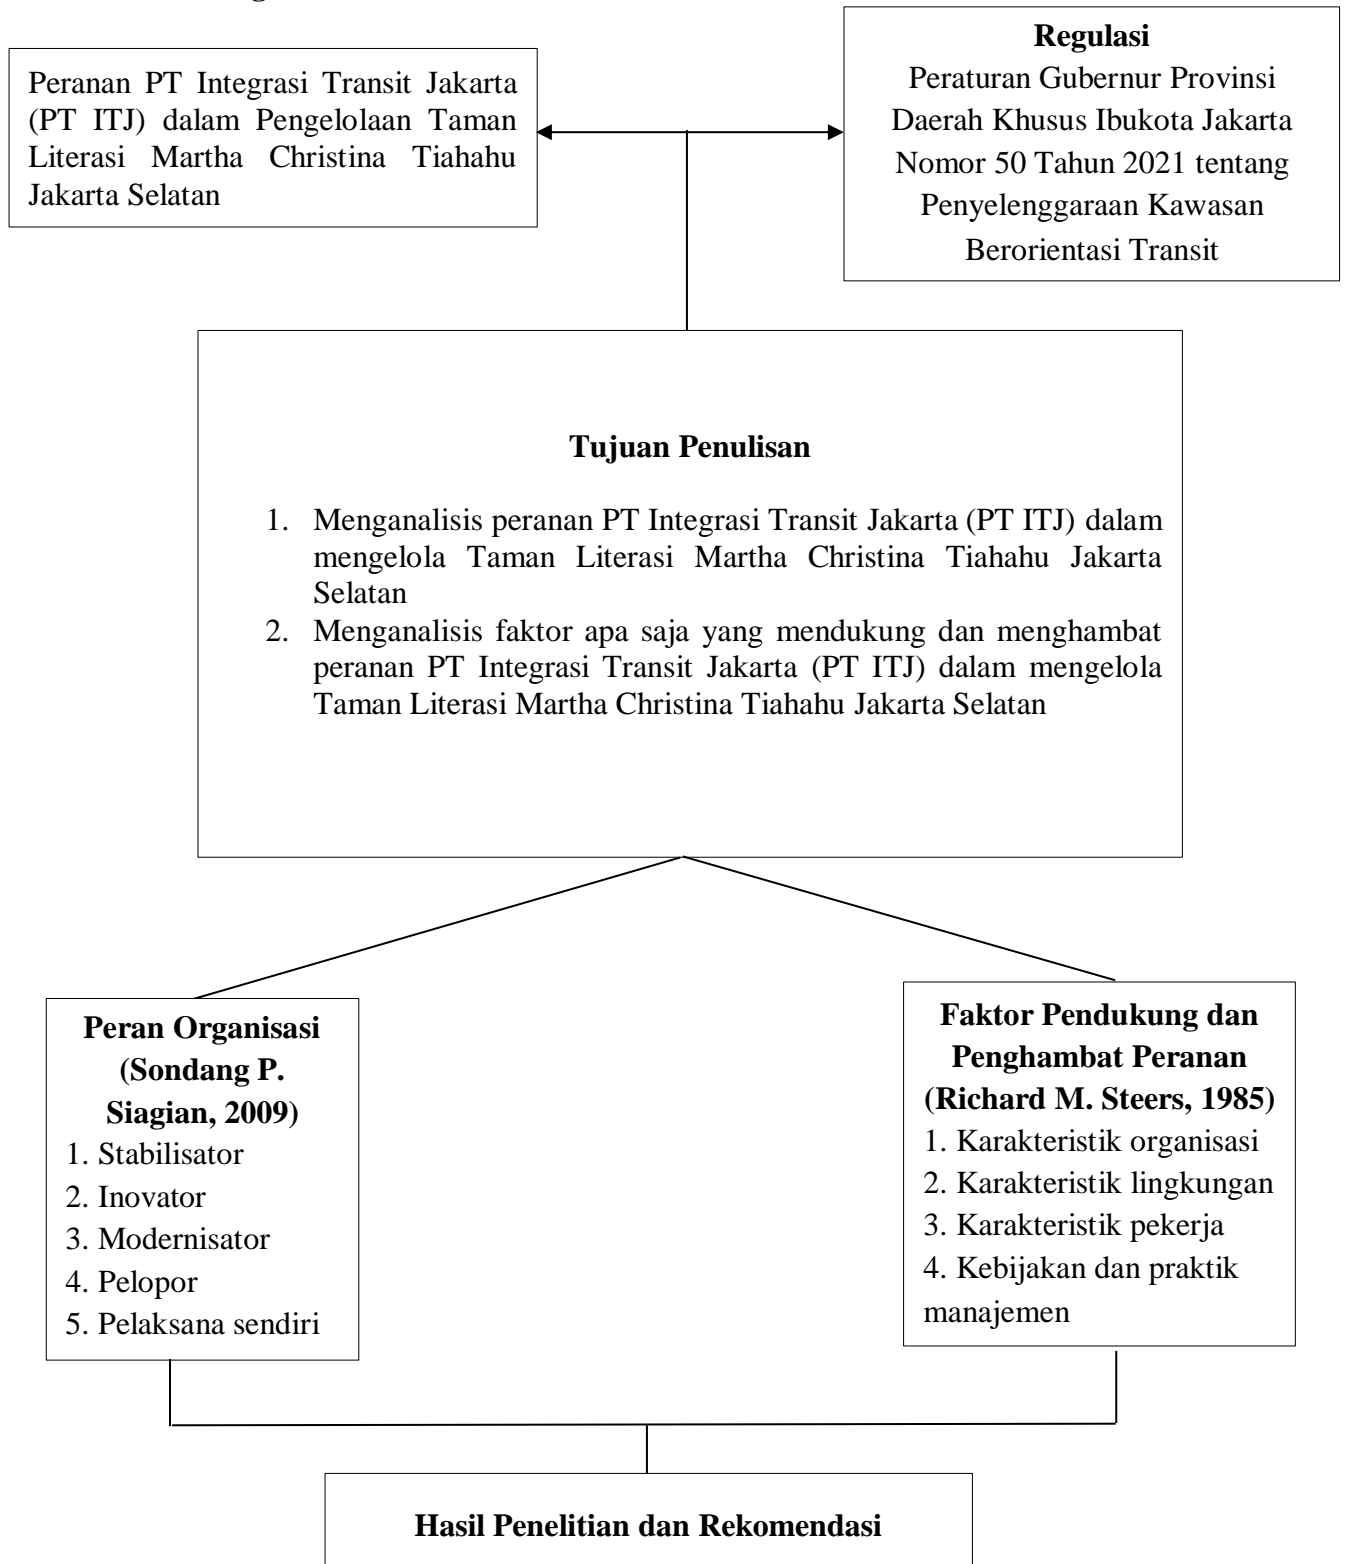 Peranan PT Integrasi Transit Jakarta
(PT ITJ) dalam Pengelolaan Taman
Literasi Martha Christina Tiahahu
Jakarta Selatan
Regulasi
Peraturan Gubernur Provinsi
Daerah Khusus Ibukota Jakarta
Nomor 50 Tahun 2021 tentang
Penyelenggaraan Kawasan
Berorientasi Transit
Tujuan Penulisan
1. Menganalisis peranan PT Integrasi Transit Jakarta (PT ITJ) dalam
mengelola Taman Literasi Martha Christina Tiahahu Jakarta
Selatan
2. Menganalisis faktor apa saja yang mendukung dan menghambat
peranan PT Integrasi Transit Jakarta (PT ITJ) dalam mengelola
Taman Literasi Martha Christina Tiahahu Jakarta Selatan
Peran Organisasi
(Sondang P.
Siagian, 2009)
1. Stabilisator
2. Inovator
3. Modernisator
4. Pelopor
5. Pelaksana sendiri
Faktor Pendukung dan
Penghambat Peranan
(Richard M. Steers, 1985)
1. Karakteristik organisasi
2. Karakteristik lingkungan
3. Karakteristik pekerja
4. Kebijakan dan praktik
manajemen
Hasil Penelitian dan Rekomendasi